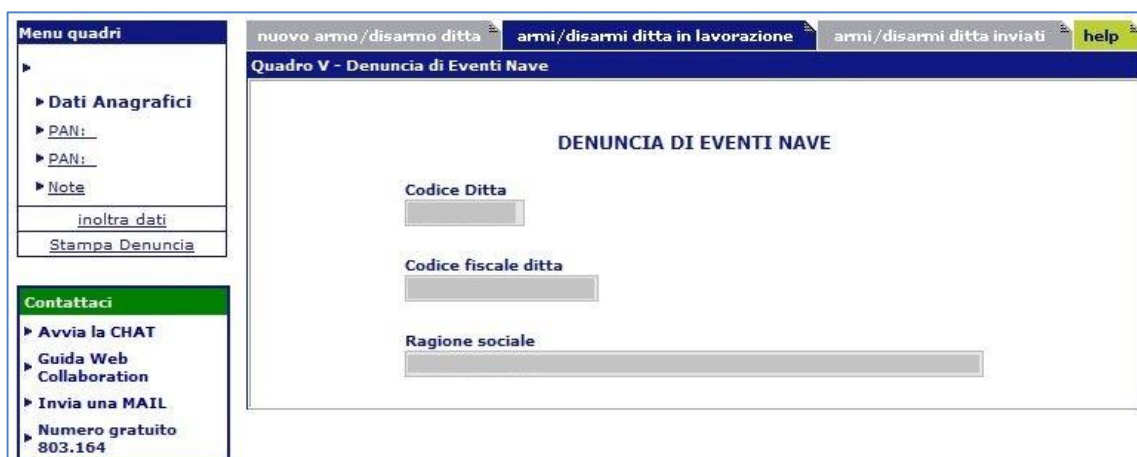 Menu quadri
Dati Anagrafici
PAN:
PAN:
Note
inoltra dati
Stampa Denuncia
Contattaci
Avvia la CHAT
Guida Web
Collaboration
Invia una MAIL
Numero gratuito
803.164
nuovo armo/disarmo ditta
armi/disarmi ditta in lavorazione
armi/disarmi ditta inviati
help
Quadro V - Denuncia di Eventi Nave
DENUNCIA DI EVENTI NAVE
Codice Ditta
Codice fiscale ditta
Ragione sociale